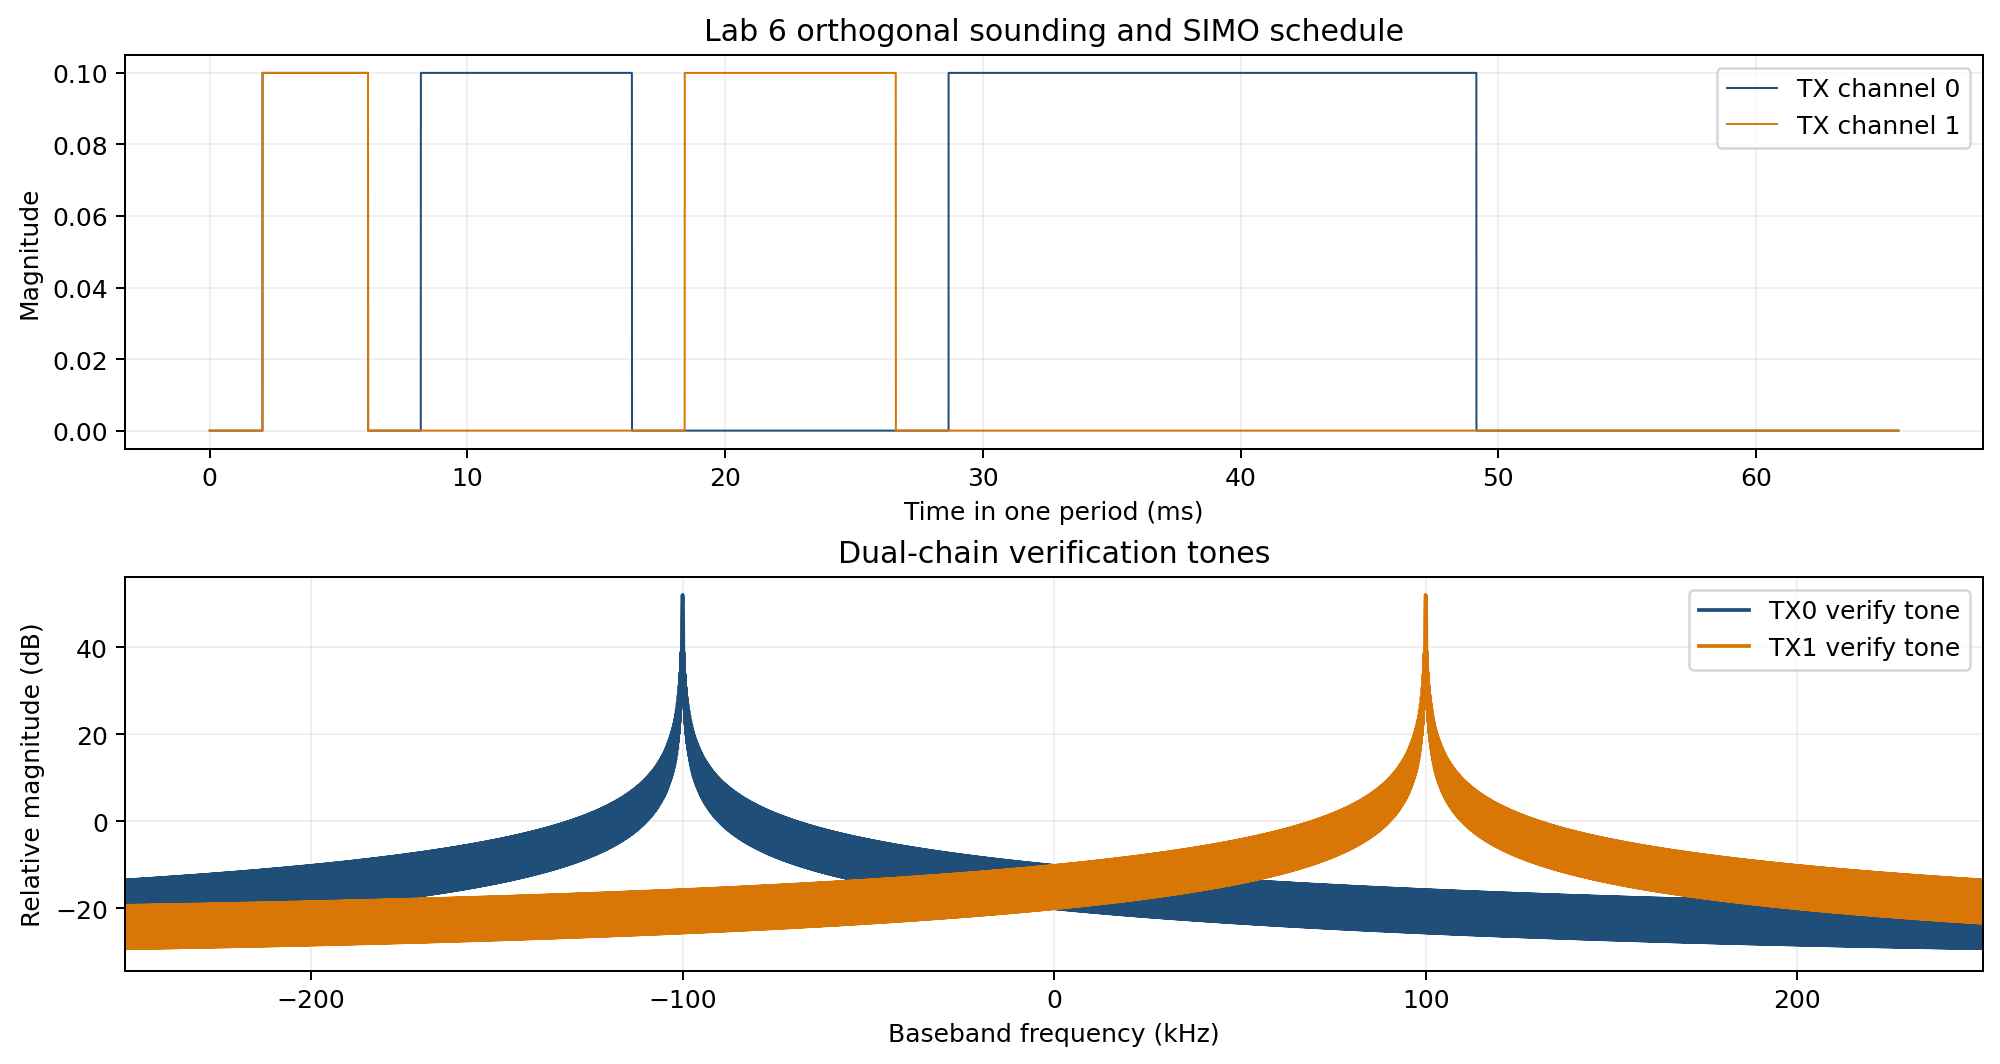 Lab 6 orthogonal sounding and SIMO schedule
0.10
0.08
0.06
0.04
0.02
0.00
Magnitude
TX channel 0
TX channel 1
0 10 20 30 40 50 60
Time in one period (ms)
Dual-chain verification tones
40
20
0
−20
Relative magnitude (dB)
TX0 verify tone
TX1 verify tone
−200 −100 0 100 200
Baseband frequency (kHz)